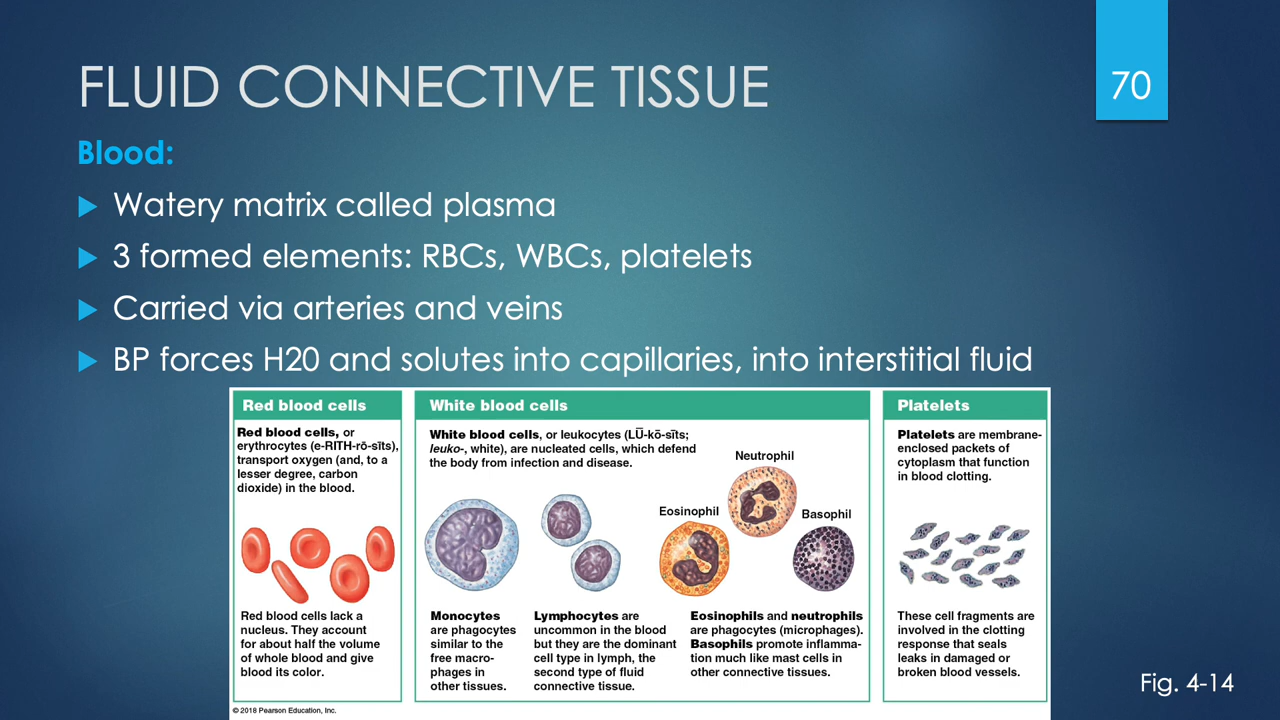 FLUID CONNECTIVE TISSUE
70
Blood:
Watery matrix called plasma
3 formed elements: RBCs, WBCs, platelets
Carried via arteries and veins
BP forces H20 and solutes into capillaries, into interstitial fluid
Red blood cells
Red blood cells, or
erythrocytes (e-RITH-rō-sīts),
transport oxygen (and, to a
lesser degree, carbon
dioxide) in the blood.
Red blood cells lack a
nucleus. They account
for about half the volume
of whole blood and give
blood its color.
White blood cells
White blood cells, or leukocytes (LŪ-kō-sīts;
leuko-, white), are nucleated cells, which defend
the body from infection and disease.
Neutrophil
Eosinophil
Basophil
Monocytes
are phagocytes
similar to the
free macro-
phages in
other tissues.
Lymphocytes are
uncommon in the blood
but they are the dominant
cell type in lymph, the
second type of fluid
connective tissue.
Eosinophils and neutrophils
are phagocytes (microphages).
Basophils promote inflamma-
tion much like mast cells in
other connective tissues.
Platelets
Platelets are membrane-
enclosed packets of
cytoplasm that function
in blood clotting.
These cell fragments are
involved in the clotting
response that seals
leaks in damaged or
broken blood vessels.
© 2018 Pearson Education, Inc.
Fig. 4-14